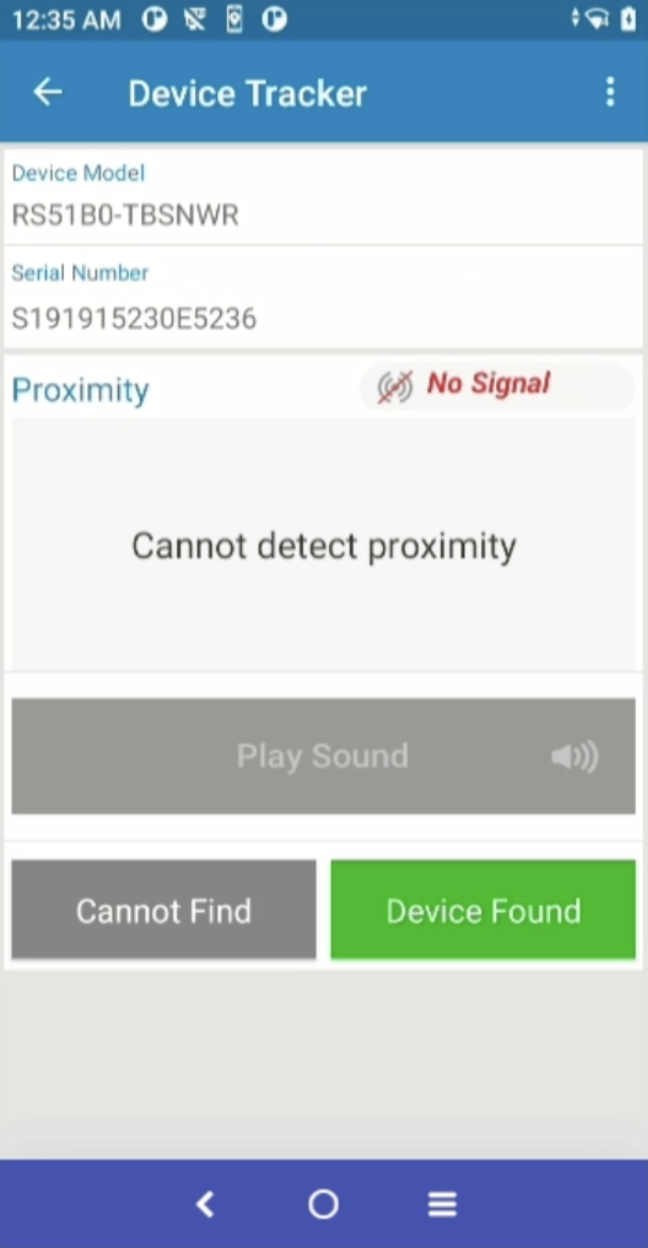 12:35 AM
Device Tracker
Device Model
RS51B0-TBSNWR
Serial Number
S191915230E5236
Proximity
No Signal
Cannot detect proximity
Play Sound
Cannot Find
Device Found